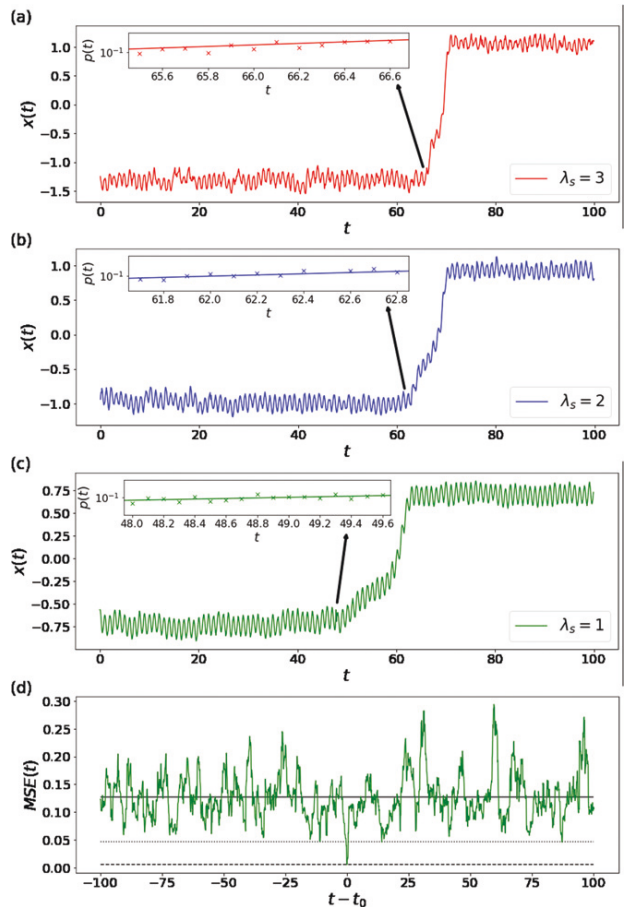 (a)
p(t)
10⁻¹
65.6 65.8 66.0 66.2 66.4 66.6
t
x(t)
1.0
0.5
0.0
−0.5
−1.0
−1.5
λₛ = 3
0 20 40 60 80 100
t
(b)
p(t)
10⁻¹
61.8 62.0 62.2 62.4 62.6 62.8
t
x(t)
1.0
0.5
0.0
−0.5
−1.0
λₛ = 2
0 20 40 60 80 100
t
(c)
p(t)
10⁻¹
48.0 48.2 48.4 48.6 48.8 49.0 49.2 49.4 49.6
t
x(t)
0.75
0.50
0.25
0.00
−0.25
−0.50
−0.75
λₛ = 1
0 20 40 60 80 100
t
(d)
MSE(t)
0.30
0.25
0.20
0.15
0.10
0.05
0.00
−100 −75 −50 −25 0 25 50 75 100
t − t₀